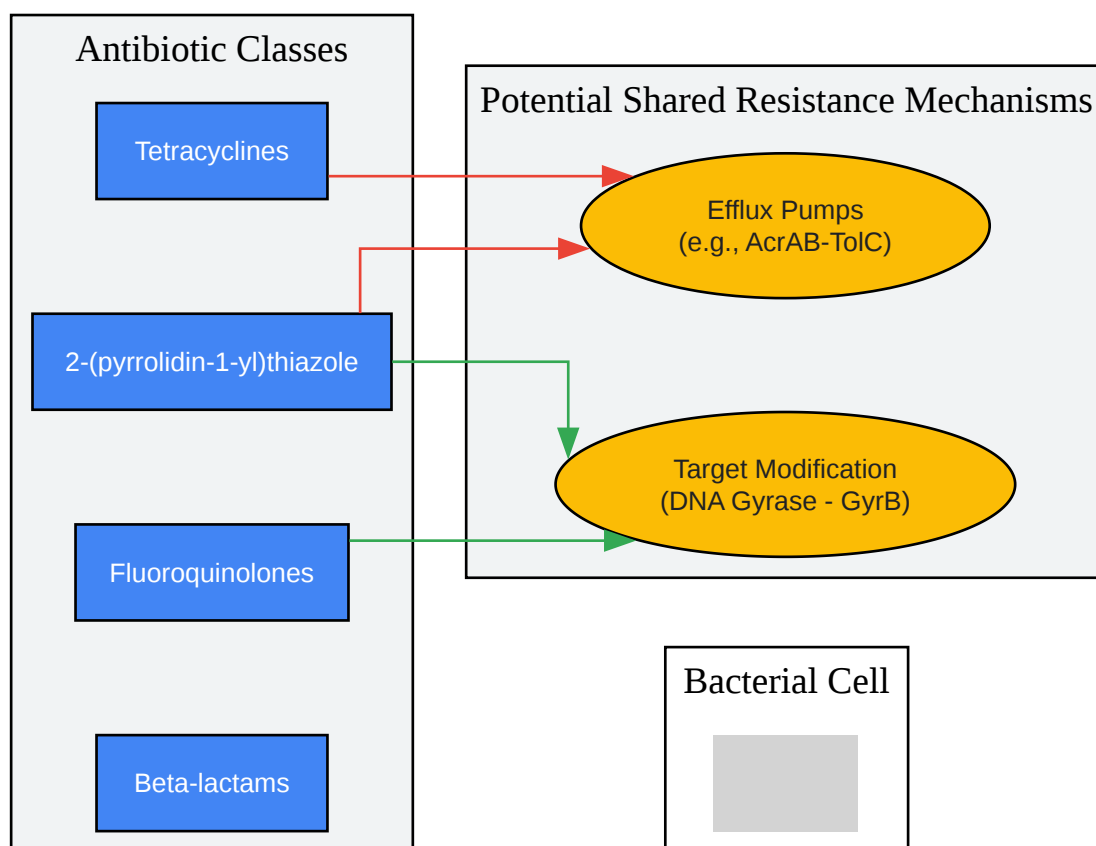 Antibiotic Classes
Tetracyclines
2-(pyrrolidin-1-yl)thiazole
Fluoroquinolones
Beta-lactams
Potential Shared Resistance Mechanisms
Efflux Pumps
(e.g., AcrAB-TolC)
Target Modification
(DNA Gyrase - GyrB)
Bacterial Cell